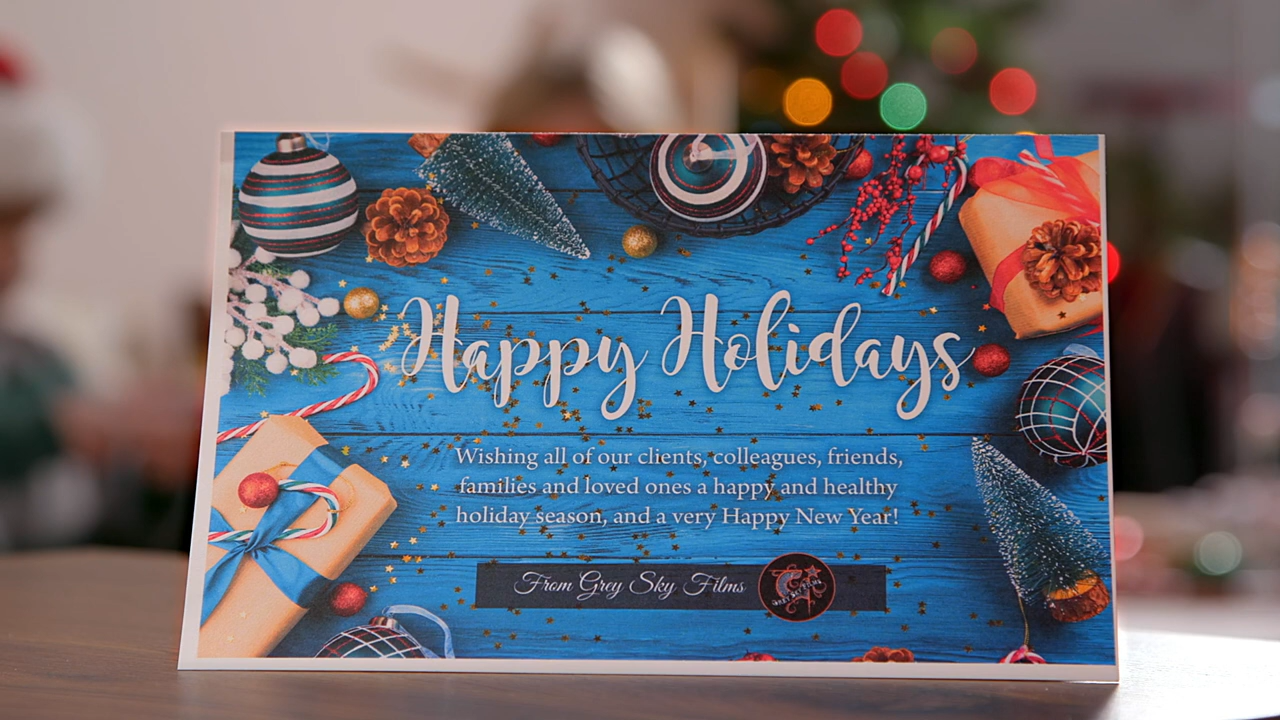 Happy Holidays
Wishing all of our clients, colleagues, friends,
families and loved ones a happy and healthy
holiday season, and a very Happy New Year!
From Grey Sky Films